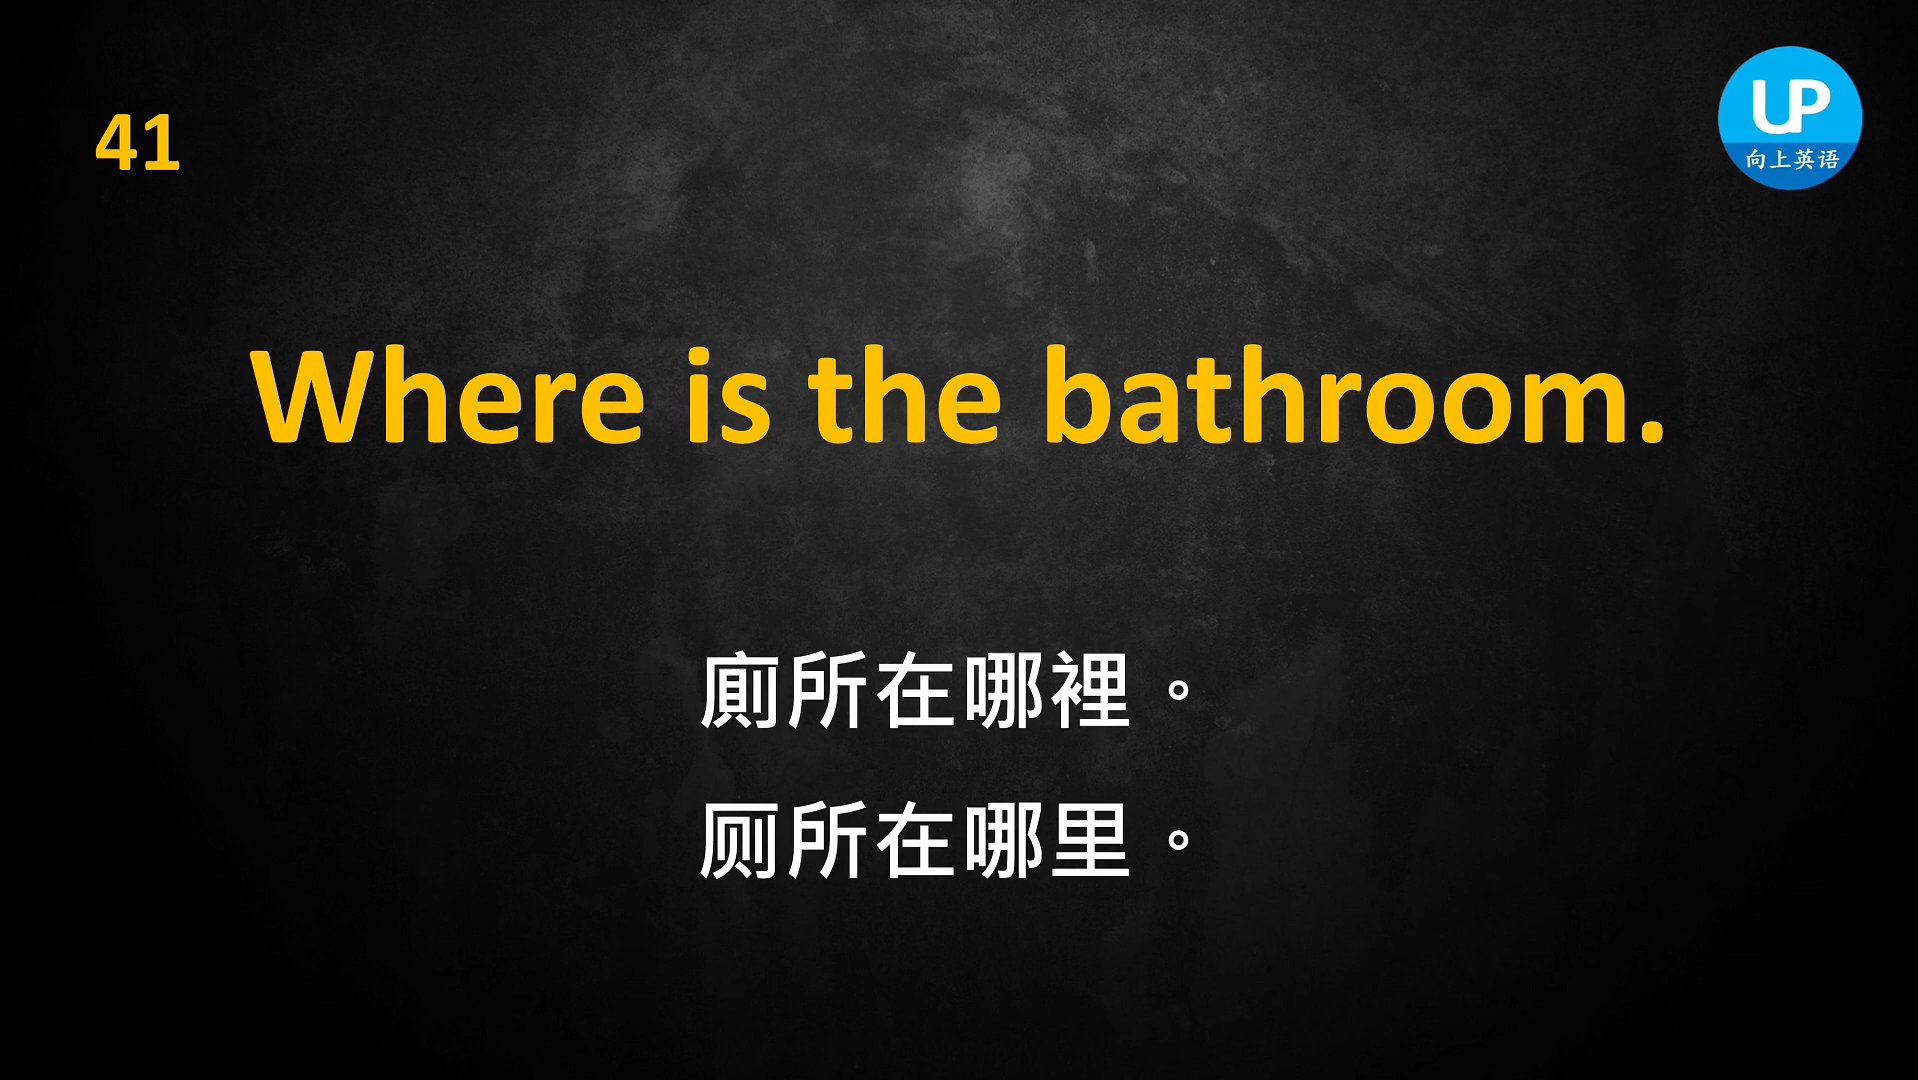 41
UP
向上英语
Where is the bathroom.
廁所在哪裡。
厕所在哪里。